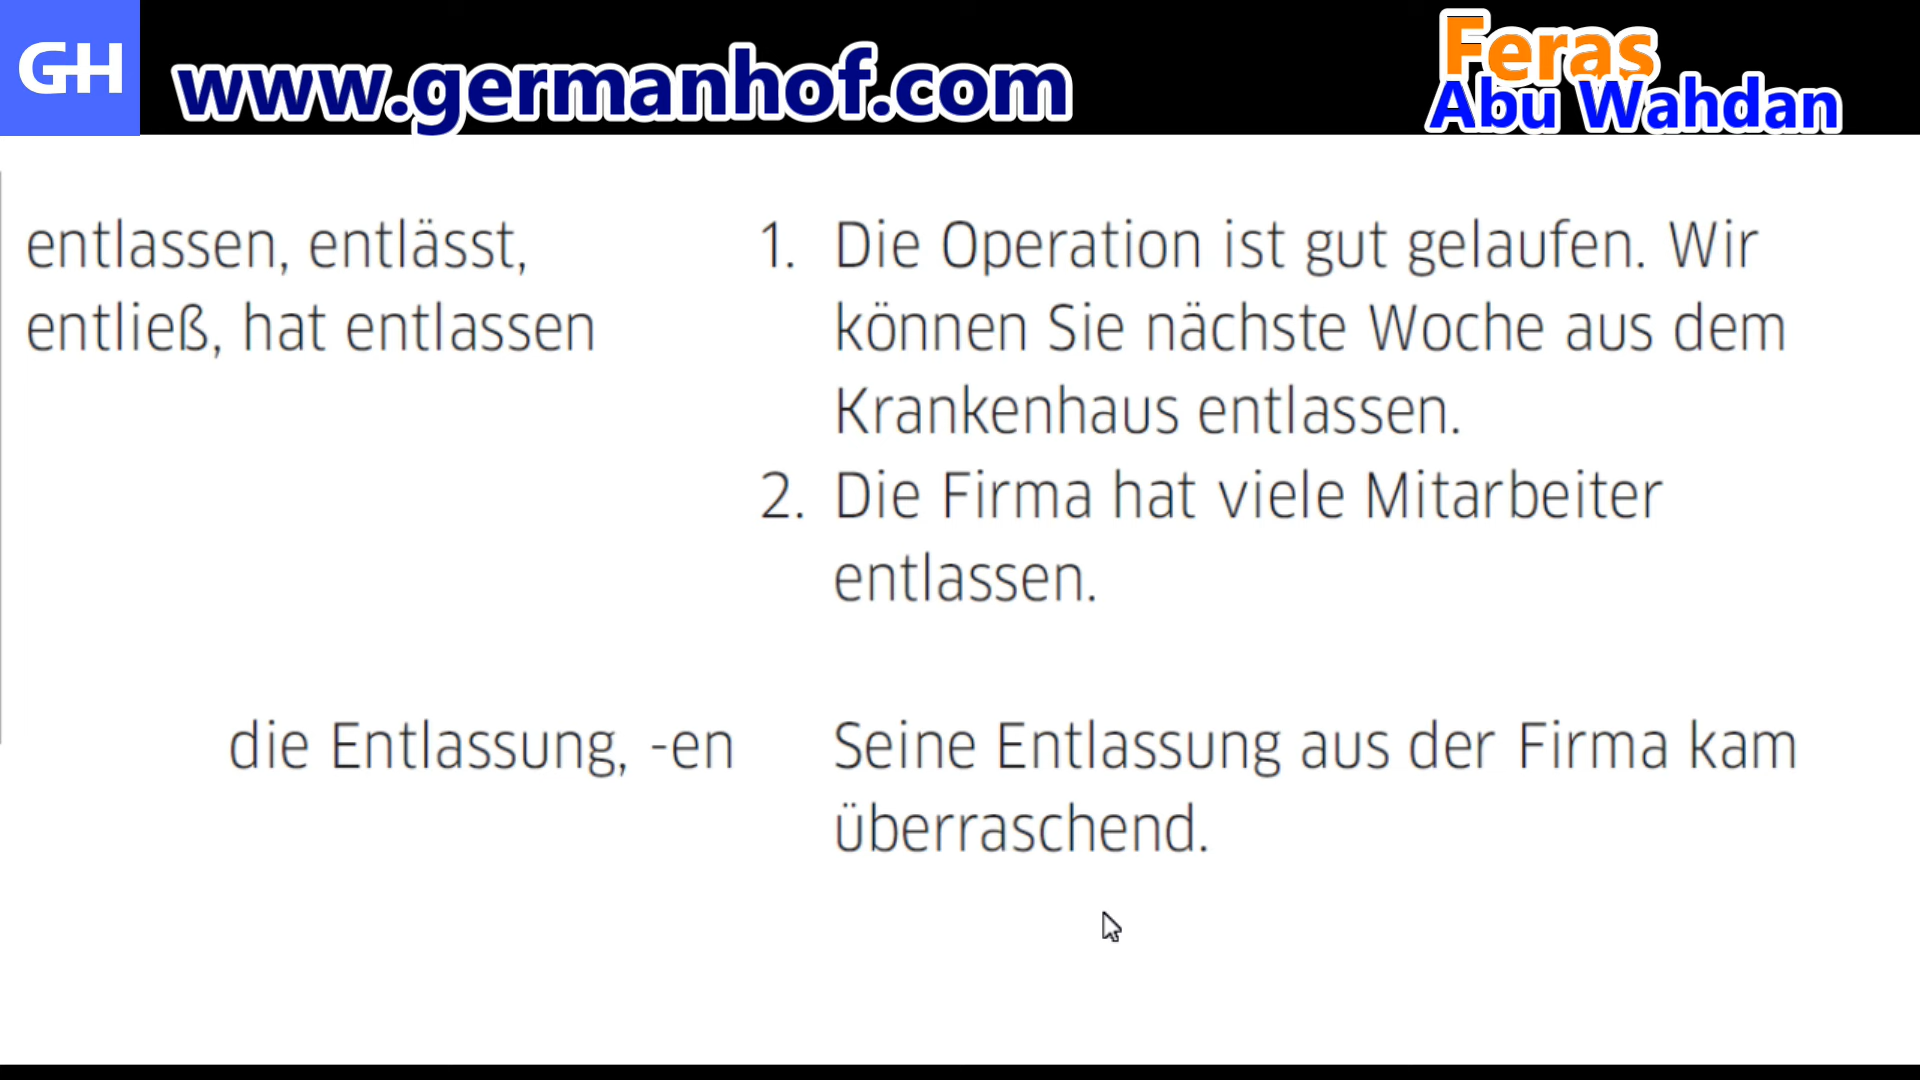 GH
www.germanhof.com
Feras
Abu Wahdan
entlassen, entlässt,
entließ, hat entlassen
1. Die Operation ist gut gelaufen. Wir
können Sie nächste Woche aus dem
Krankenhaus entlassen.
2. Die Firma hat viele Mitarbeiter
entlassen.
die Entlassung, -en
Seine Entlassung aus der Firma kam
überraschend.